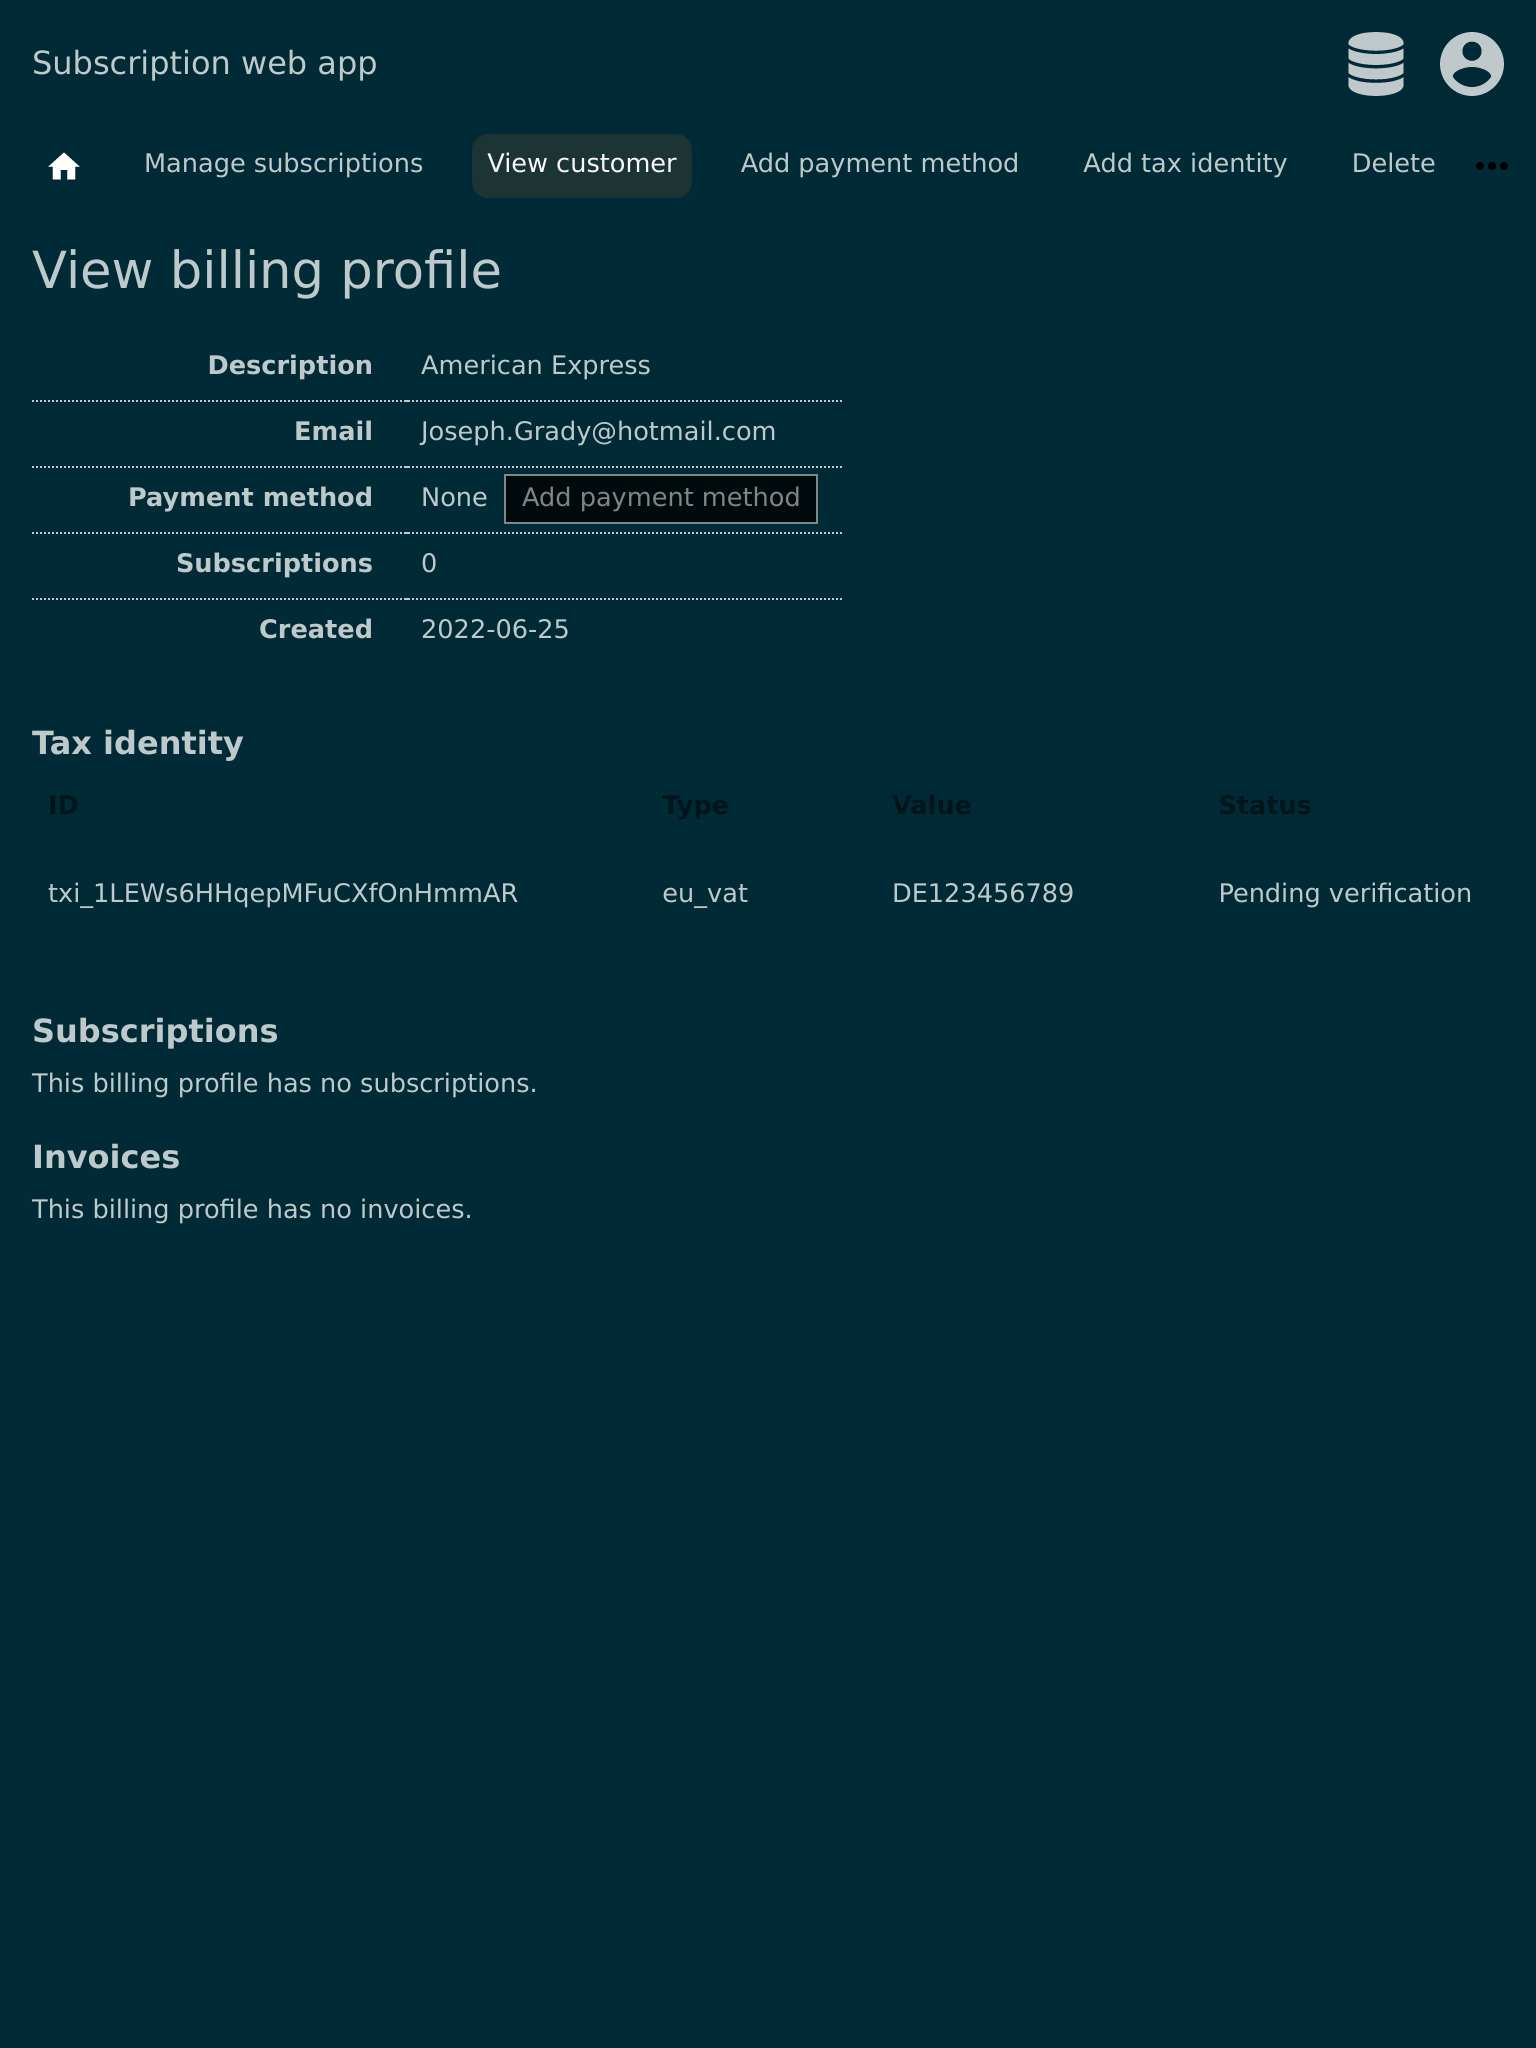 Subscription web app
Manage subscriptions View customer Add payment method Add tax identity Delete
View billing profile
Description American Express
Email Joseph.Grady@hotmail.com
Payment method None Add payment method
Subscriptions 0
Created 2022-06-25
Tax identity
ID Type Value Status
txi_1LEWs6HHqepMFuCXfOnHmmAR eu_vat DE123456789 Pending verification
Subscriptions
This billing profile has no subscriptions.
Invoices
This billing profile has no invoices.